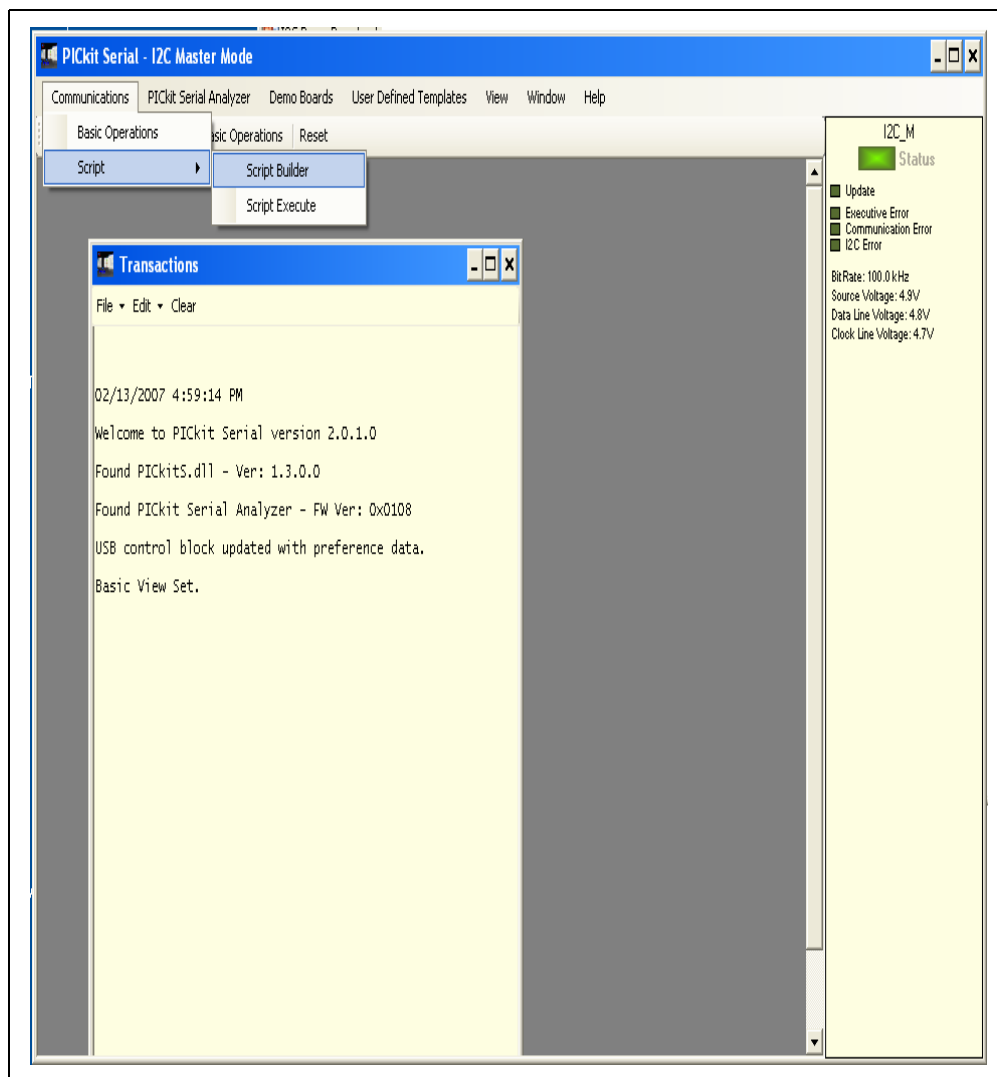 PICkit Serial - I2C Master Mode
Communications PICkit Serial Analyzer Demo Boards User Defined Templates View Window Help
Basic Operations
Operations Reset
Script
Script Builder
Script Execute
I2C_M
Status
Update
Executive Error
Communication Error
I2C Error
BitRate: 100.0 kHz
Source Voltage: 4.9V
Data Line Voltage: 4.8V
Clock Line Voltage: 4.7V
Transactions
File Edit Clear
02/13/2007 4:59:14 PM
Welcome to PICkit Serial version 2.0.1.0
Found PICkitS.dll - Ver: 1.3.0.0
Found PICkit Serial Analyzer - FW Ver: 0x0108
USB control block updated with preference data.
Basic View Set.